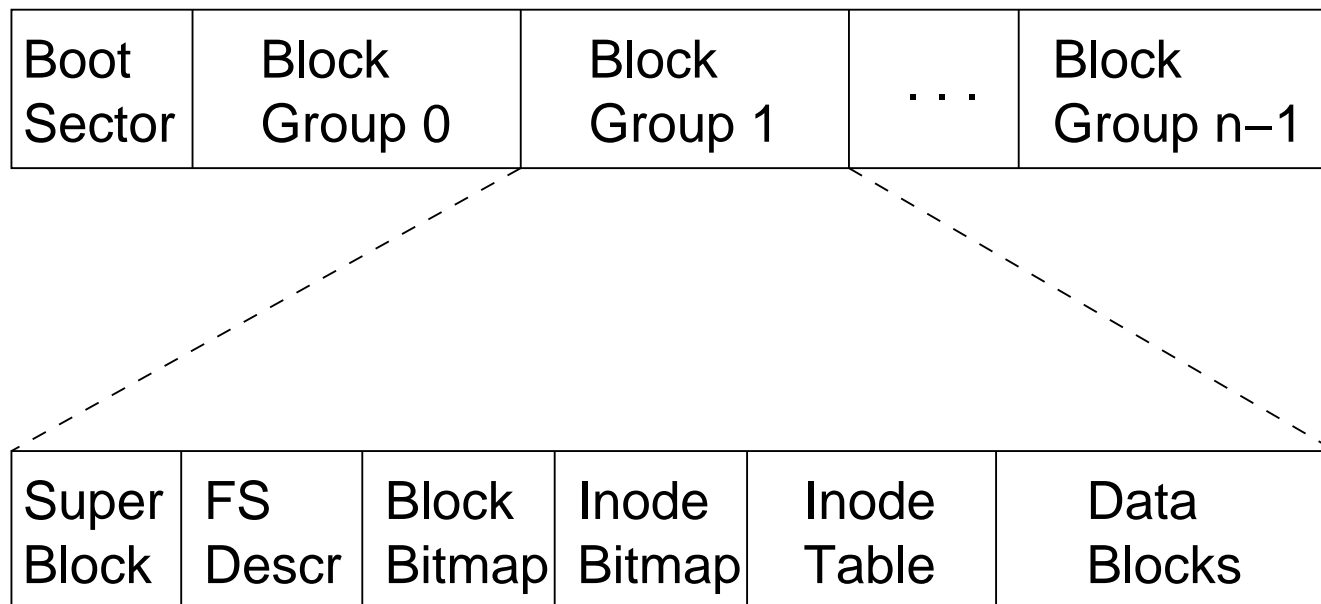 Boot
Sector
Block
Group 0
Block
Group 1
. . .
Block
Group n−1
Super
Block
FS
Descr
Block
Bitmap
Inode
Bitmap
Inode
Table
Data
Blocks